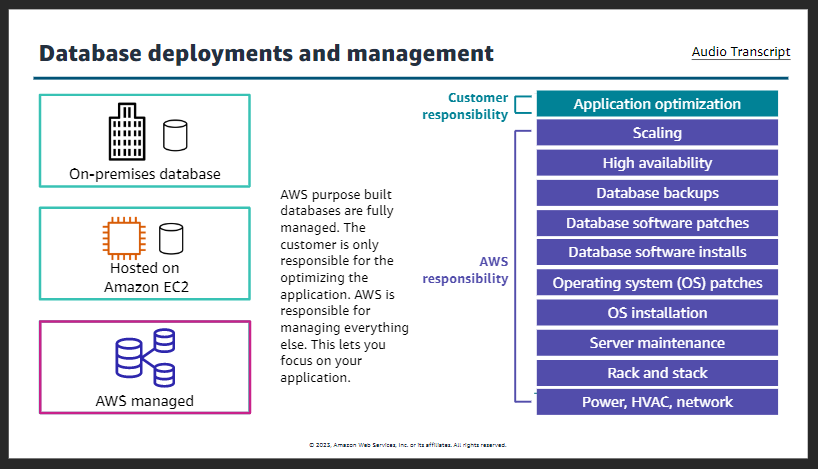 Database deployments and management
Audio Transcript
On-premises database
Hosted on
Amazon EC2
AWS managed
AWS purpose built
databases are fully
managed. The
customer is only
responsible for the
optimizing the
application. AWS is
responsible for
managing everything
else. This lets you
focus on your
application.
Customer
responsibility
AWS
responsibility
Application optimization
Scaling
High availability
Database backups
Database software patches
Database software installs
Operating system (OS) patches
OS installation
Server maintenance
Rack and stack
Power, HVAC, network
© 2023, Amazon Web Services, Inc. or its affiliates. All rights reserved.